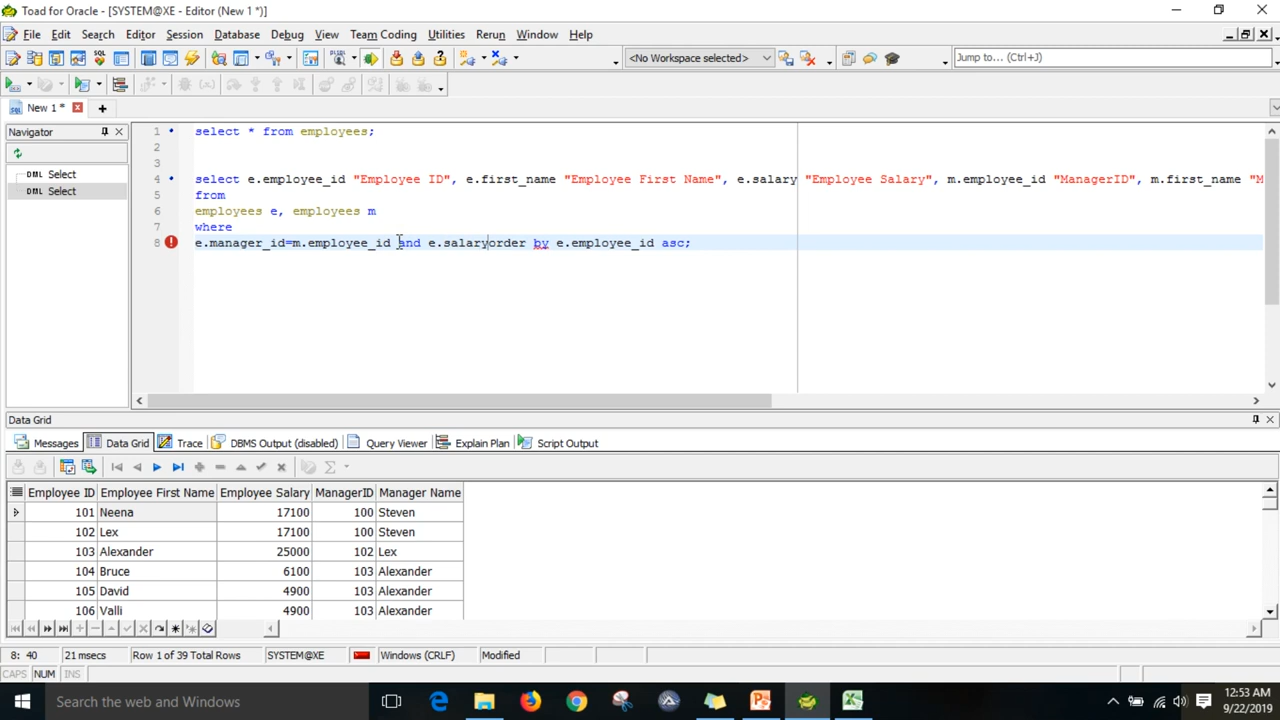 Toad for Oracle - [SYSTEM@XE - Editor (New 1 *)]
File Edit Search Editor Session Database Debug View Team Coding Utilities Rerun Window Help
SQL <No Workspace selected> Jump to... (Ctrl+J)
New 1 *
Navigator
DML Select
DML Select
1 select * from employees;
2
3
4 select e.employee_id "Employee ID", e.first_name "Employee First Name", e.salary "Employee Salary", m.employee_id "ManagerID", m.first_name "M
5 from
6 employees e, employees m
7 where
8 e.manager_id=m.employee_id and e.salaryorder by e.employee_id asc;
Data Grid
Messages Data Grid Trace DBMS Output (disabled) Query Viewer Explain Plan Script Output
Employee ID Employee First Name Employee Salary ManagerID Manager Name
101 Neena 17100 100 Steven
102 Lex 17100 100 Steven
103 Alexander 25000 102 Lex
104 Bruce 6100 103 Alexander
105 David 4900 103 Alexander
106 Valli 4900 103 Alexander
8: 40 21 msecs Row 1 of 39 Total Rows SYSTEM@XE Windows (CRLF) Modified
CAPS NUM INS
Search the web and Windows
12:53 AM
9/22/2019